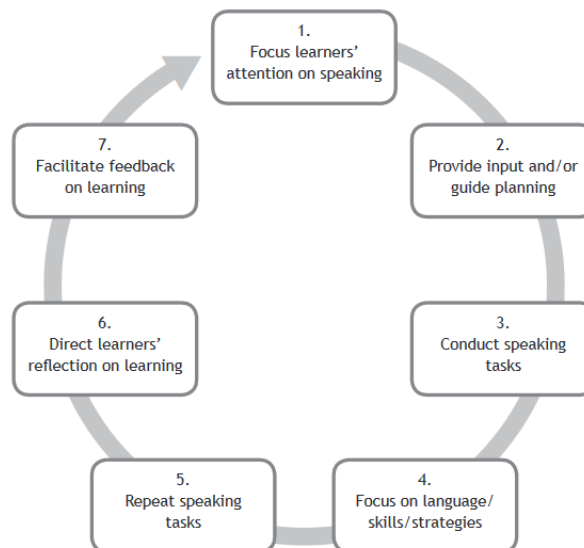 1.
Focus learners'
attention on speaking
2.
Provide input and/or
guide planning
3.
Conduct speaking
tasks
4.
Focus on language/
skills/strategies
5.
Repeat speaking
tasks
6.
Direct learners'
reflection on learning
7.
Facilitate feedback
on learning